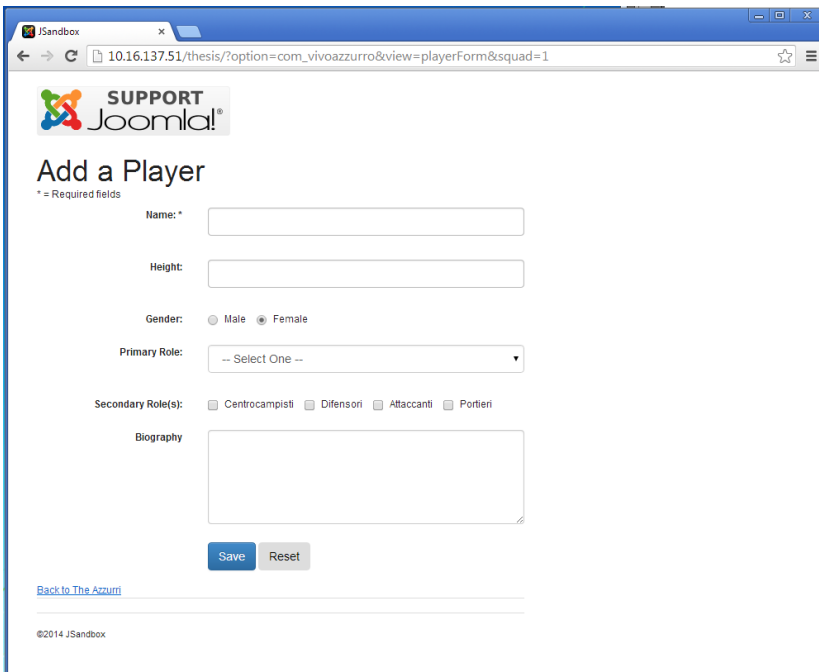 JSandbox
10.16.137.51/thesis/?option=com_vivoazzurro&view=playerForm&squad=1
SUPPORT
Joomla!®
Add a Player
* = Required fields
Name: *
Height:
Gender: Male Female
Primary Role: -- Select One --
Secondary Role(s): Centrocampisti Difensori Attaccanti Portieri
Biography
Save Reset
Back to The Azzurri
©2014 JSandbox